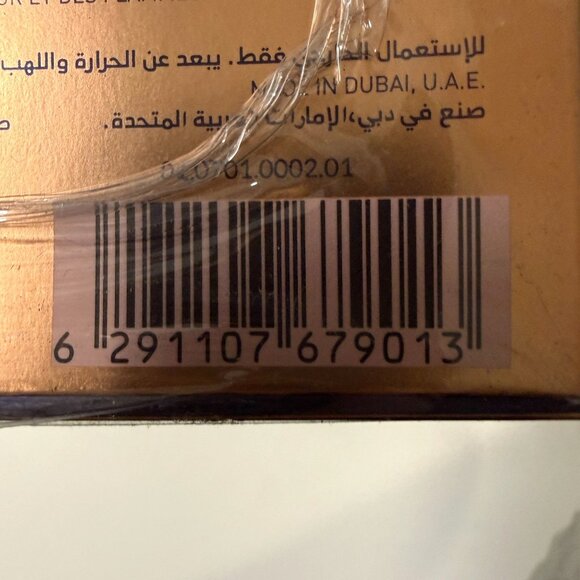 للإستعمال الخارجي فقط. يبعد عن الحرارة واللهب
MADE IN DUBAI, U.A.E.
صنع في دبي،الإمارات العربية المتحدة.
.0701.0002.01
6 291107 679013